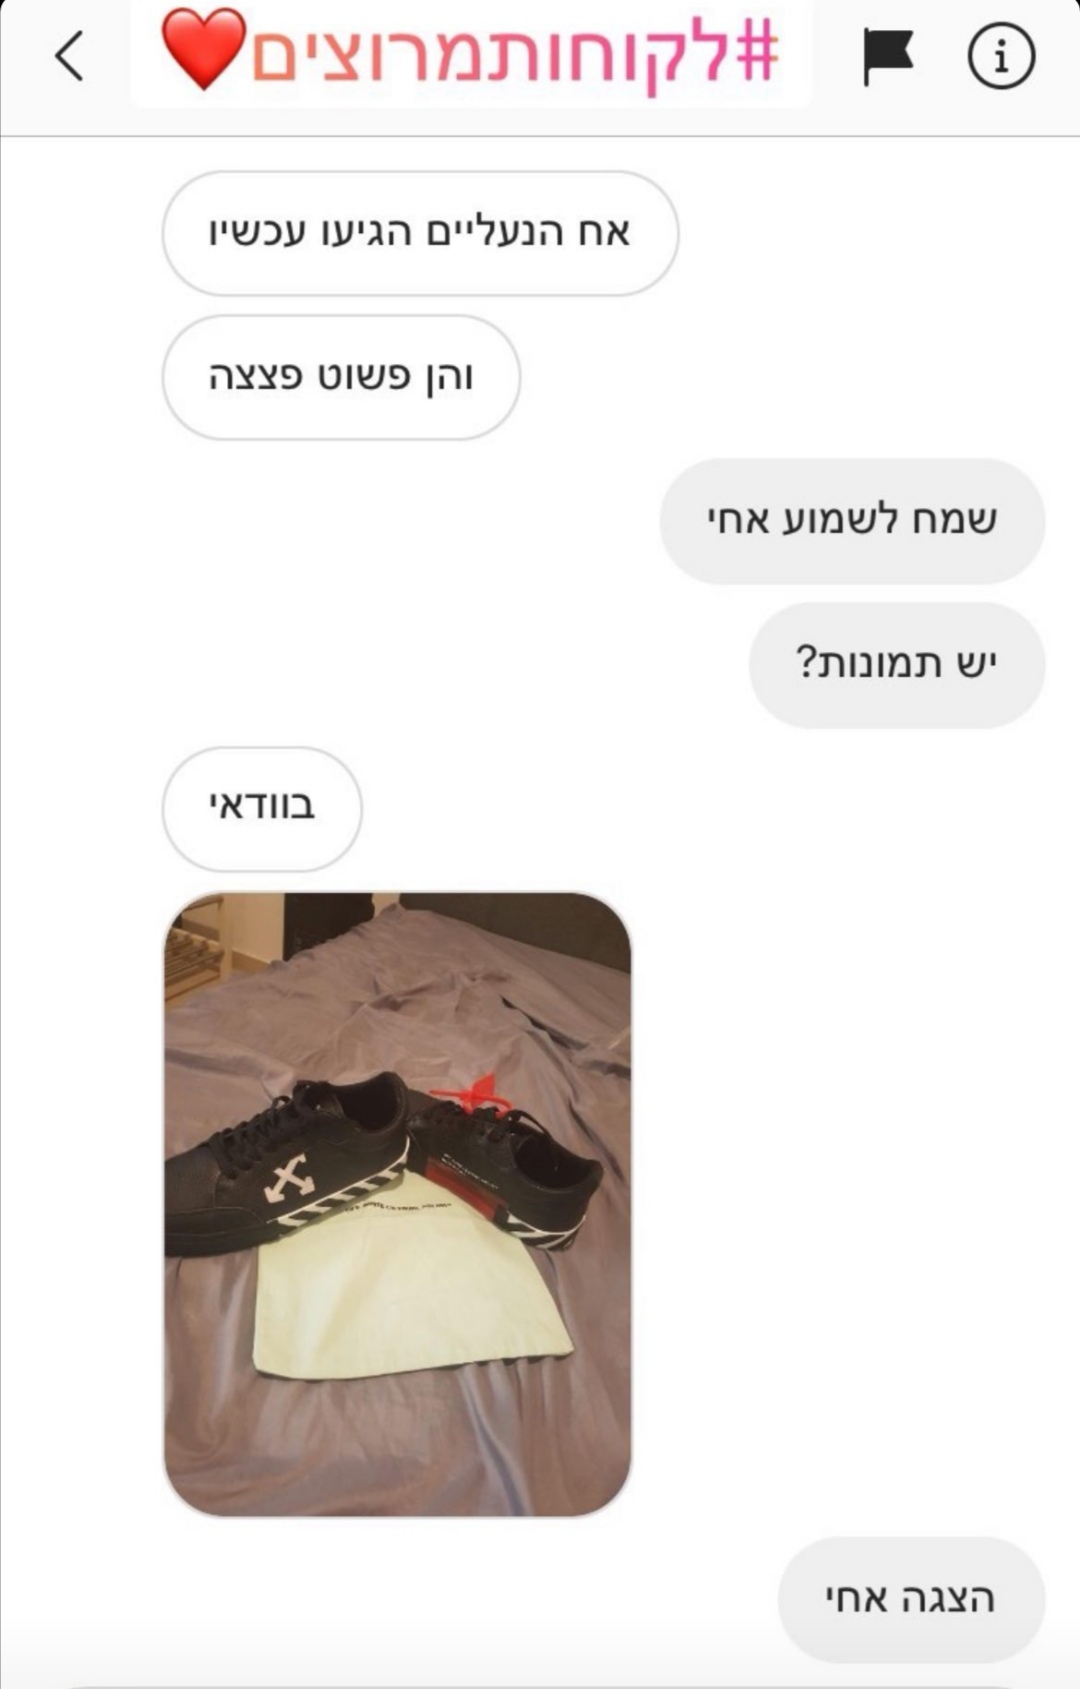 #לקוחותמרוצים❤️
אח הנעליים הגיעו עכשיו
והן פשוט פצצה
שמח לשמוע אחי
יש תמונות?
בוודאי
הצגה אחי